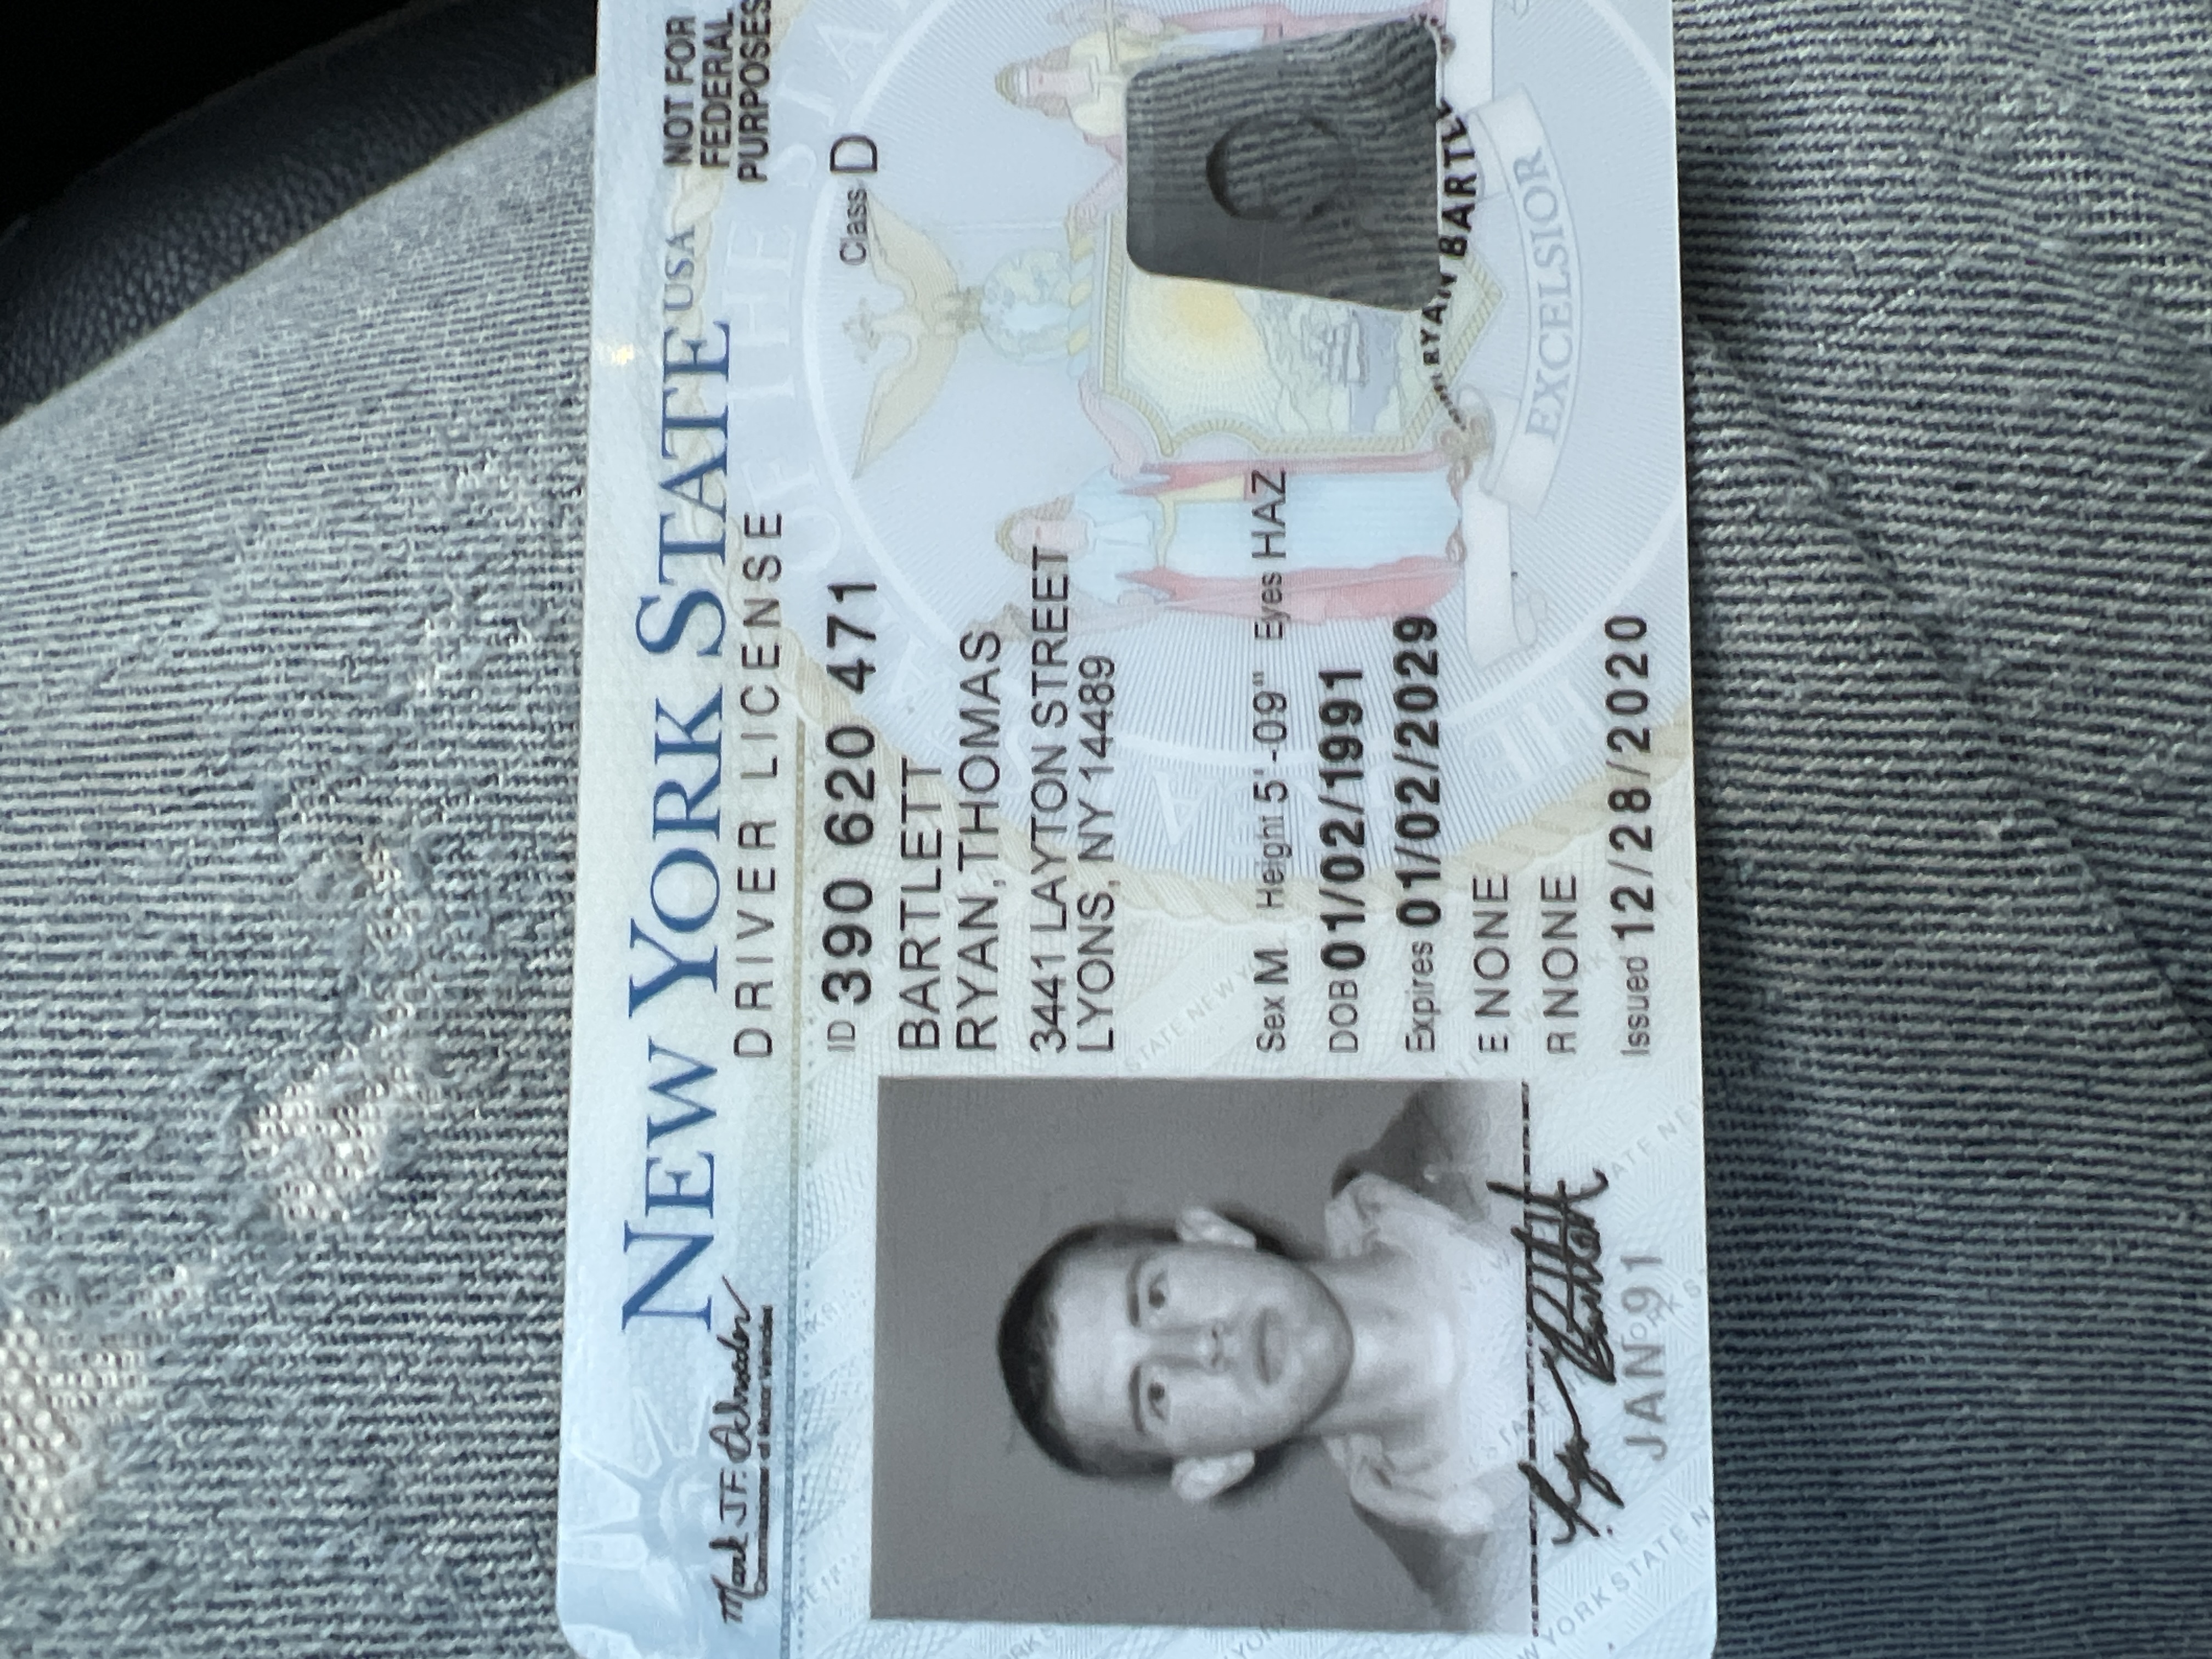 NEW YORK STATE USA
NOT FOR
FEDERAL
PURPOSES
DRIVER LICENSE
ID 390 620 471
Class D
BARTLETT
RYAN,THOMAS
3441 LAYTON STREET
LYONS, NY 14489
Sex M Height 5'-09" Eyes HAZ
DOB 01/02/1991
Expires 01/02/2029
E NONE
R NONE
Issued 12/28/2020
JAN 91
EXCELSIOR